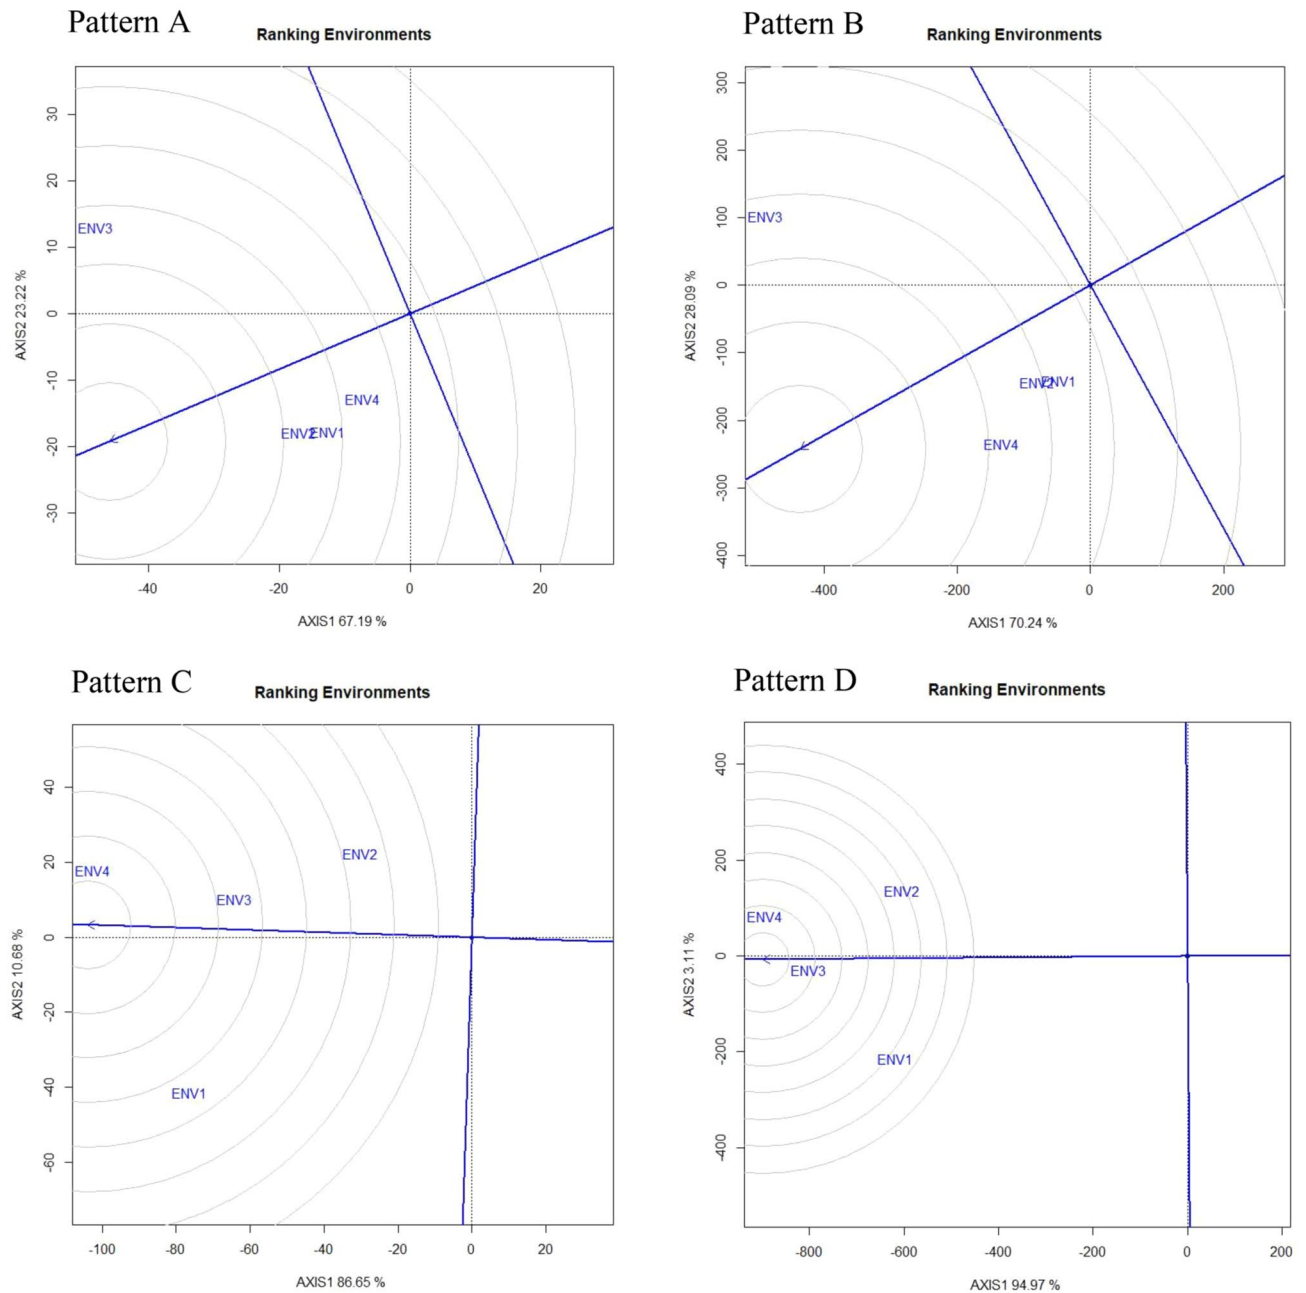 Pattern A
Ranking Environments
30
20
10
0
-10
-20
-30
AXIS2 23.22 %
ENV3
ENV4
ENV2
ENV1
-40
-20
0
20
AXIS1 67.19 %
Pattern B
Ranking Environments
300
200
100
0
-100
-200
-300
-400
AXIS2 28.09 %
ENV3
ENV2
ENV1
ENV4
-400
-200
0
200
AXIS1 70.24 %
Pattern C
Ranking Environments
40
20
0
-20
-40
-60
AXIS2 10.68 %
ENV2
ENV4
ENV3
ENV1
-100
-80
-60
-40
-20
0
20
AXIS1 86.65 %
Pattern D
Ranking Environments
400
200
0
-200
-400
AXIS2 3.11 %
ENV2
ENV4
ENV3
ENV1
-800
-600
-400
-200
0
200
AXIS1 94.97 %